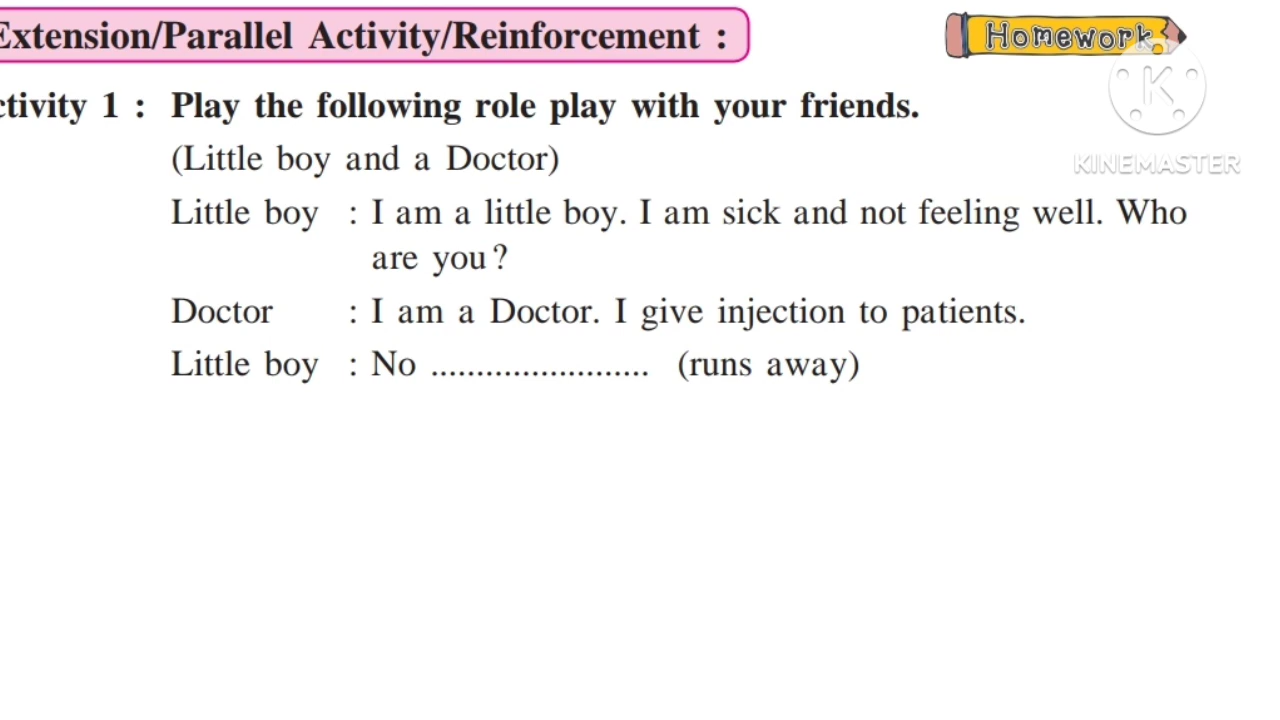 Extension/Parallel Activity/Reinforcement :
Homework
ctivity 1 : Play the following role play with your friends.
K
KINEMASTER
(Little boy and a Doctor)
Little boy : I am a little boy. I am sick and not feeling well. Who
are you?
Doctor : I am a Doctor. I give injection to patients.
Little boy : No ........................ (runs away)